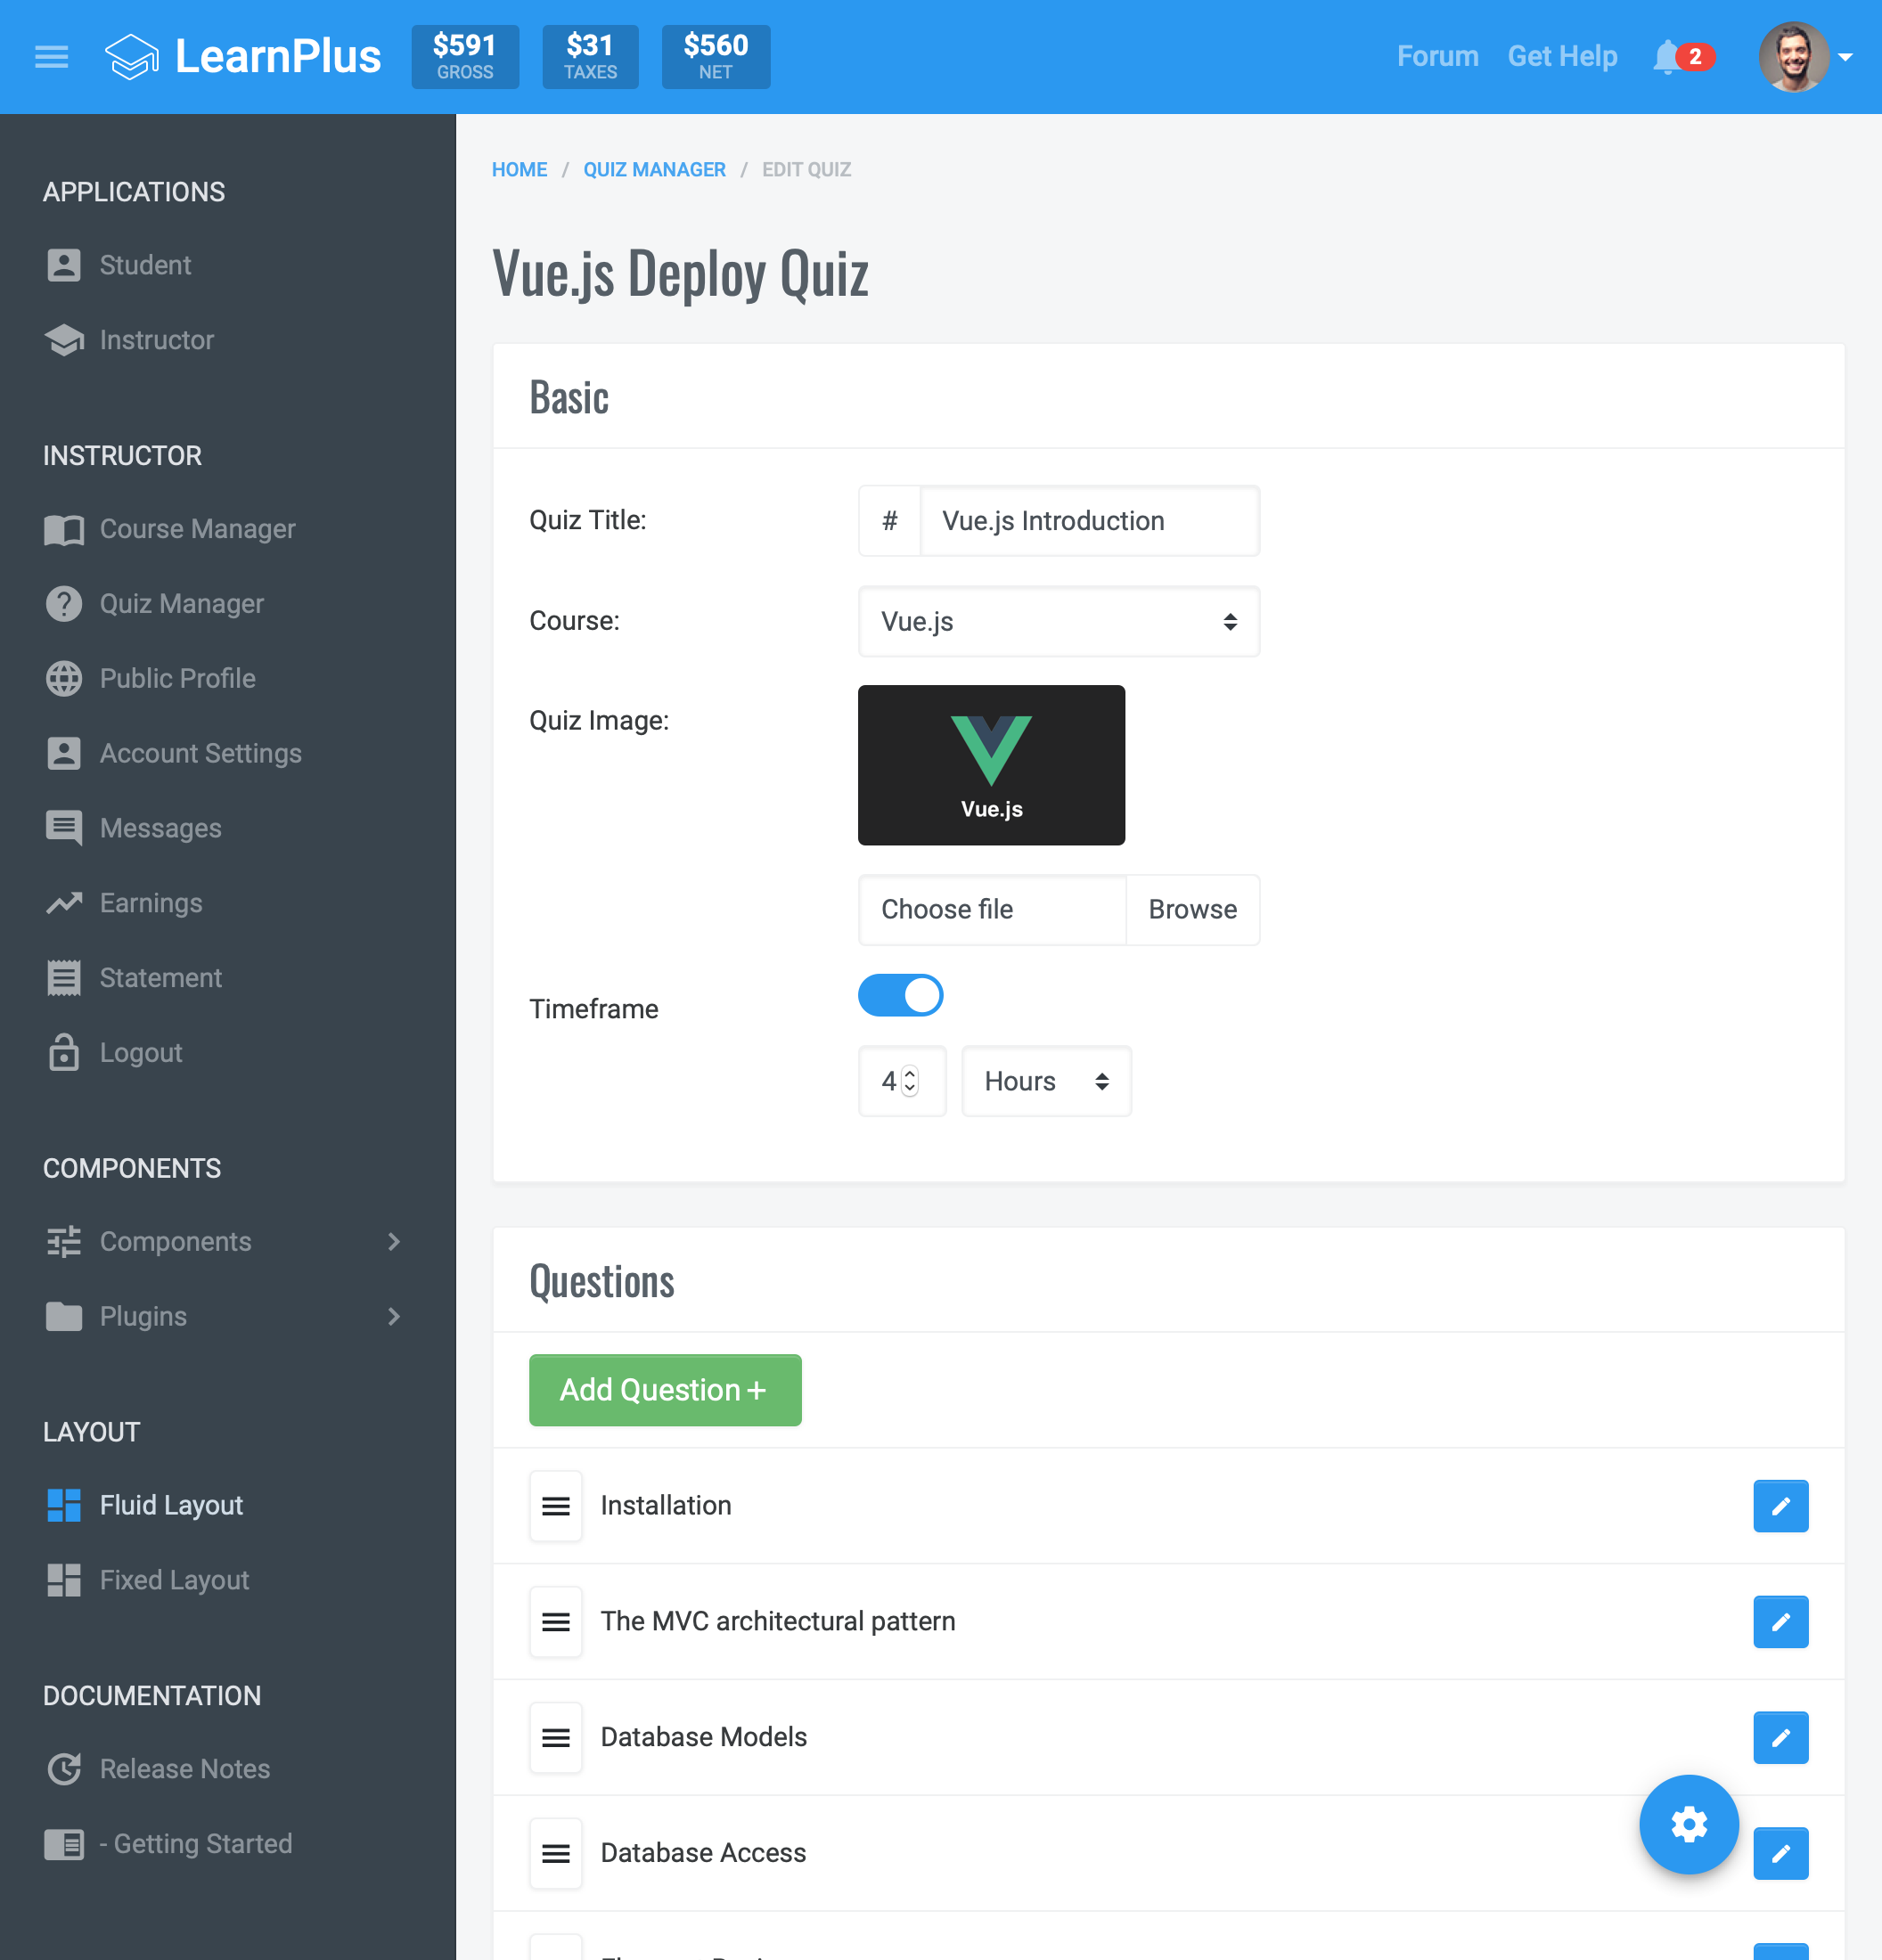 LearnPlus
$591
GROSS
$31
TAXES
$560
NET
Forum
Get Help
2
APPLICATIONS
Student
Instructor
INSTRUCTOR
Course Manager
Quiz Manager
Public Profile
Account Settings
Messages
Earnings
Statement
Logout
COMPONENTS
Components
Plugins
LAYOUT
Fluid Layout
Fixed Layout
DOCUMENTATION
Release Notes
- Getting Started
HOME / QUIZ MANAGER / EDIT QUIZ
Vue.js Deploy Quiz
Basic
Quiz Title:
# Vue.js Introduction
Course:
Vue.js
Quiz Image:
Vue.js
Choose file Browse
Timeframe
4 Hours
Questions
Add Question +
Installation
The MVC architectural pattern
Database Models
Database Access